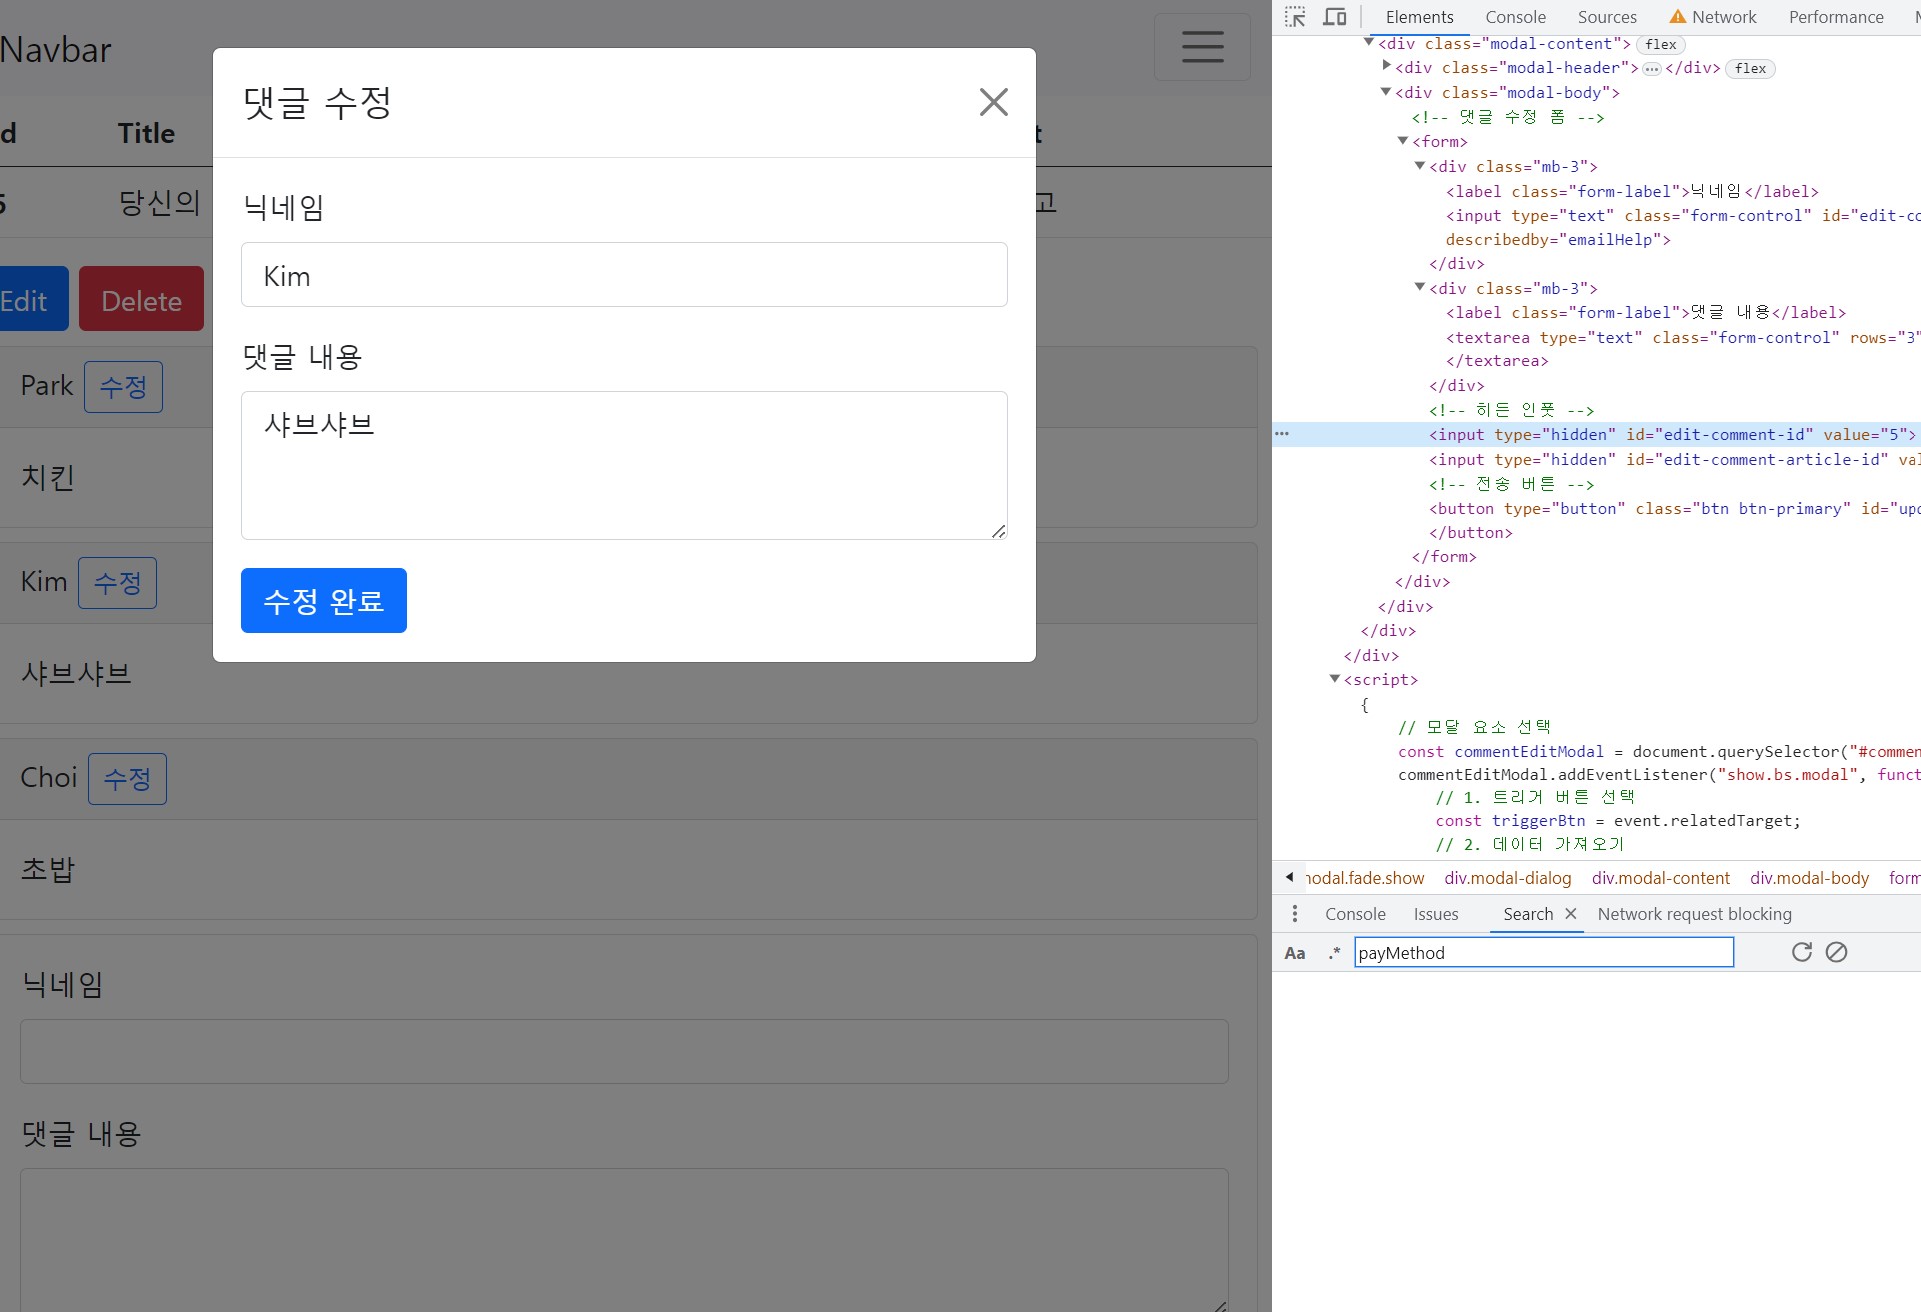 Navbar
d Title t
5 당신의 고
Edit Delete
Park 수정
치킨
Kim 수정
샤브샤브
Choi 수정
초밥
닉네임
댓글 내용
댓글 수정
닉네임
Kim
댓글 내용
샤브샤브
수정 완료
Elements Console Sources Network Performance M
<div class="modal-content"> flex
<div class="modal-header"> … </div> flex
<div class="modal-body">
<!-- 댓글 수정 폼 -->
<form>
<div class="mb-3">
<label class="form-label">닉네임</label>
<input type="text" class="form-control" id="edit-co
describedby="emailHelp">
</div>
<div class="mb-3">
<label class="form-label">댓글 내용</label>
<textarea type="text" class="form-control" rows="3"
</textarea>
</div>
<!-- 히든 인풋 -->
<input type="hidden" id="edit-comment-id" value="5">
<input type="hidden" id="edit-comment-article-id" val
<!-- 전송 버튼 -->
<button type="button" class="btn btn-primary" id="upd
</button>
</form>
</div>
</div>
</div>
</div>
<script>
{
// 모달 요소 선택
const commentEditModal = document.querySelector("#commen
commentEditModal.addEventListener("show.bs.modal", funct
// 1. 트리거 버튼 선택
const triggerBtn = event.relatedTarget;
// 2. 데이터 가져오기
nodal.fade.show div.modal-dialog div.modal-content div.modal-body form
Console Issues Search Network request blocking
Aa .* payMethod